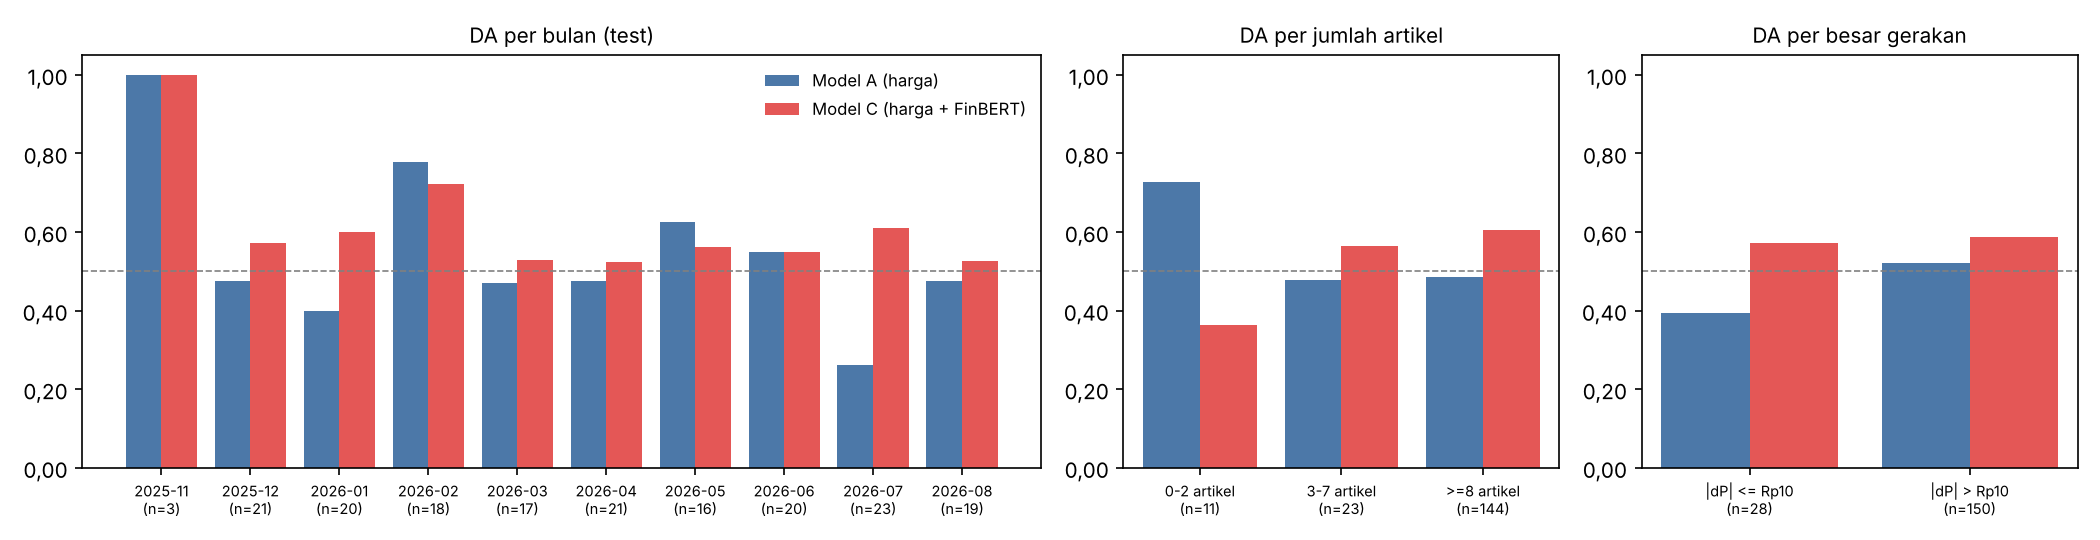 DA per bulan (test)
1,00
0,80
0,60
0,40
0,20
0,00
Model A (harga)
Model C (harga + FinBERT)
2025-11
(n=3)
2025-12
(n=21)
2026-01
(n=20)
2026-02
(n=18)
2026-03
(n=17)
2026-04
(n=21)
2026-05
(n=16)
2026-06
(n=20)
2026-07
(n=23)
2026-08
(n=19)
DA per jumlah artikel
1,00
0,80
0,60
0,40
0,20
0,00
0-2 artikel
(n=11)
3-7 artikel
(n=23)
>=8 artikel
(n=144)
DA per besar gerakan
1,00
0,80
0,60
0,40
0,20
0,00
|dP| <= Rp10
(n=28)
|dP| > Rp10
(n=150)